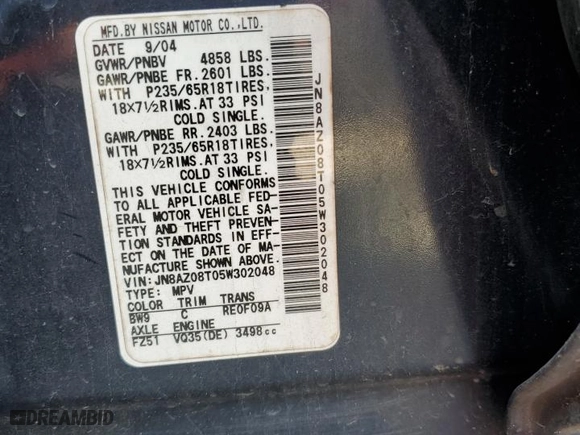 MFD.BY NISSAN MOTOR CO.,LTD.
DATE 9/04
GVWR/PNBV 4858 LBS.
GAWR/PNBE FR.2601 LBS.
WITH P235/65R18TIRES,
18X7½RIMS.AT 33 PSI
COLD SINGLE.
GAWR/PNBE RR.2403 LBS.
WITH P235/65R18TIRES,
18X7½RIMS.AT 33 PSI
COLD SINGLE.
THIS VEHICLE CONFORMS
TO ALL APPLICABLE FED-
ERAL MOTOR VEHICLE SA-
FETY AND THEFT PREVEN-
TION STANDARDS IN EFF-
ECT ON THE DATE OF MA-
NUFACTURE SHOWN ABOVE.
VIN:JN8AZ08T05W302048
TYPE: MPV
COLOR TRIM TRANS
BW9 C RE0F09A
AXLE ENGINE
FZ51 VQ35(DE) 3498cc
JN8AZ08T05W302048
DREAMBID